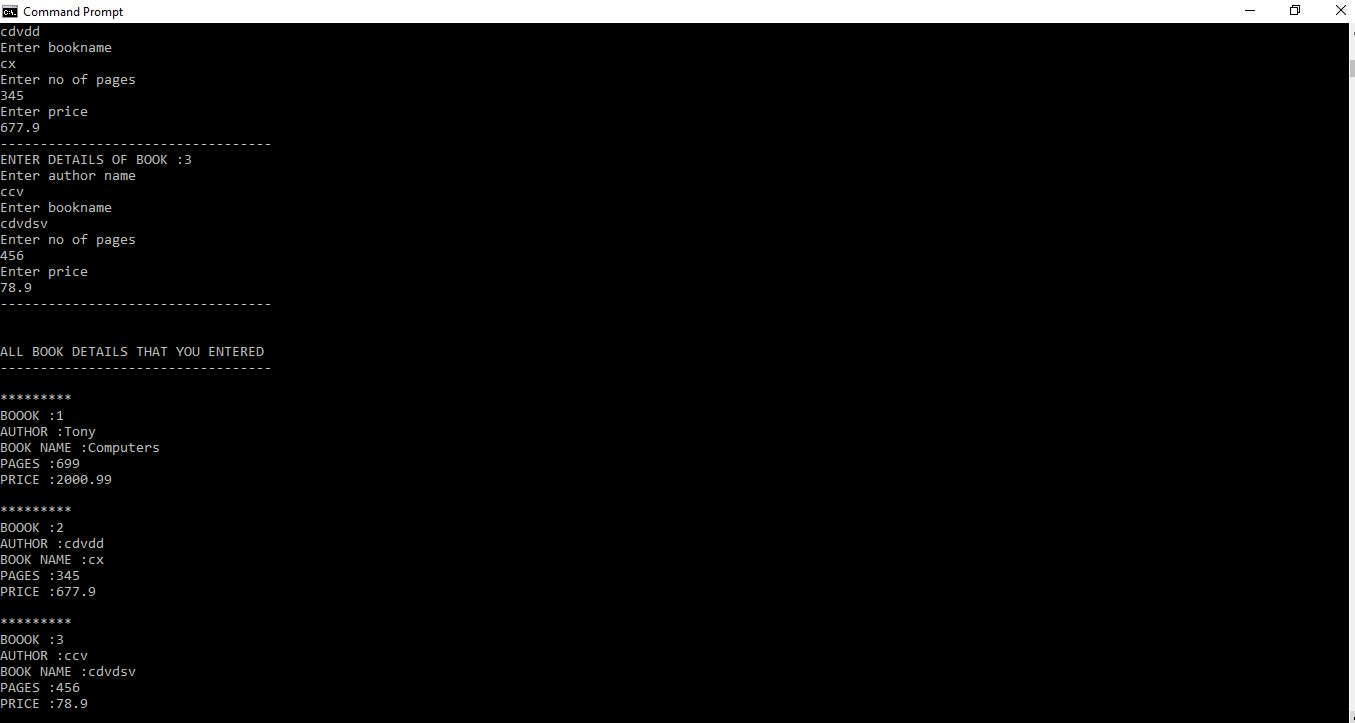 Command Prompt
cdvdd
Enter bookname
cx
Enter no of pages
345
Enter price
677.9
----------------------------------
ENTER DETAILS OF BOOK :3
Enter author name
ccv
Enter bookname
cdvdsv
Enter no of pages
456
Enter price
78.9
----------------------------------
ALL BOOK DETAILS THAT YOU ENTERED
----------------------------------
*********
BOOOK :1
AUTHOR :Tony
BOOK NAME :Computers
PAGES :699
PRICE :2000.99
*********
BOOOK :2
AUTHOR :cdvdd
BOOK NAME :cx
PAGES :345
PRICE :677.9
*********
BOOOK :3
AUTHOR :ccv
BOOK NAME :cdvdsv
PAGES :456
PRICE :78.9